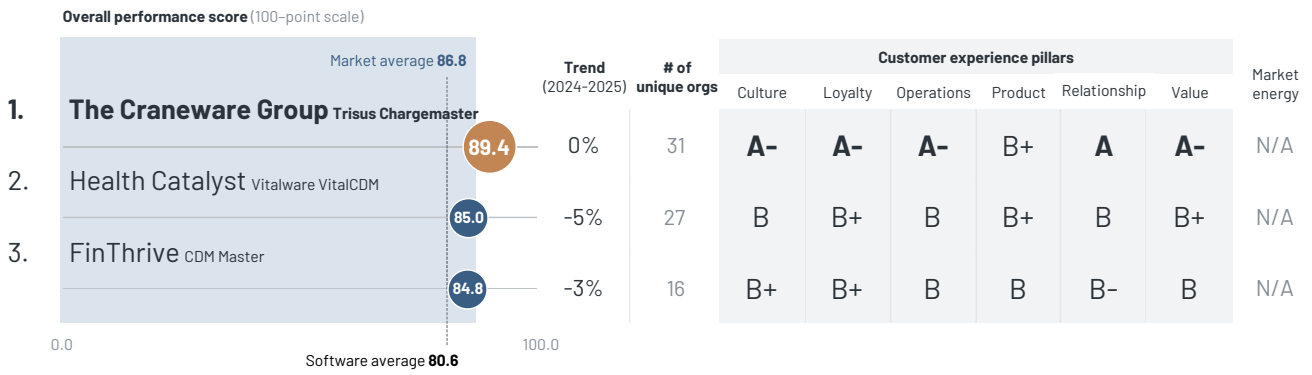 Overall performance score (100-point scale)
Market average 86.8
Trend
(2024-2025)
# of
unique orgs
Customer experience pillars
Culture Loyalty Operations Product Relationship Value
Market
energy
1. The Craneware Group Trisus Chargemaster
89.4 0% 31 A- A- A- B+ A A- N/A
2. Health Catalyst Vitalware VitalCDM
85.0 -5% 27 B B+ B B+ B B+ N/A
3. FinThrive CDM Master
84.8 -3% 16 B+ B+ B B B- B N/A
0.0 100.0
Software average 80.6